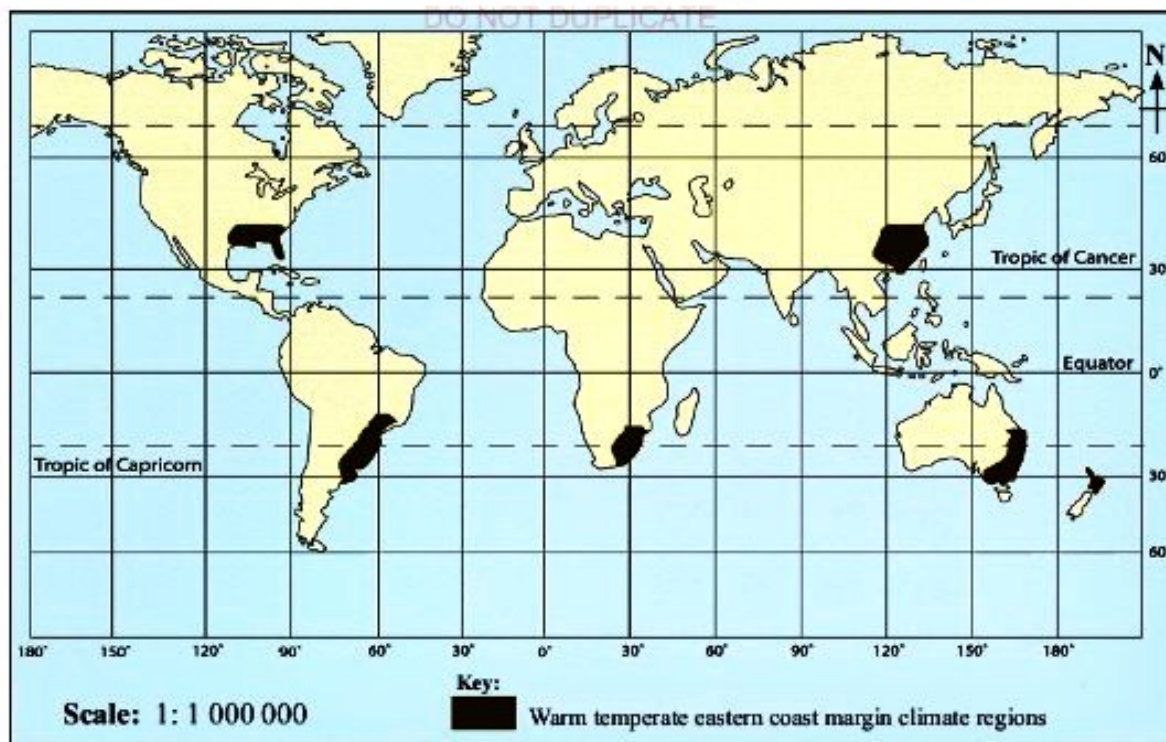 DO NOT DUPLICATE
N
60
Tropic of Cancer
30
Equator
0°
Tropic of Capricorn
30
60
180° 150° 120° 90° 60° 30° 0° 30° 60° 90° 120° 150° 180°
Key:
Scale: 1: 1 000 000
Warm temperate eastern coast margin climate regions